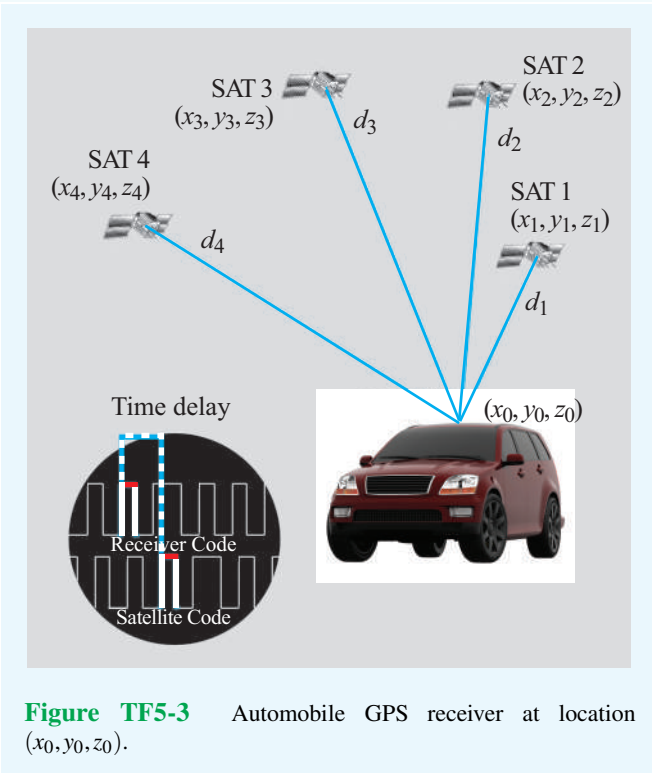 SAT 3
(x3, y3, z3)
d3
SAT 2
(x2, y2, z2)
d2
SAT 4
(x4, y4, z4)
d4
SAT 1
(x1, y1, z1)
d1
(x0, y0, z0)
Time delay
Receiver Code
Satellite Code
Figure TF5-3 Automobile GPS receiver at location
(x0, y0, z0).